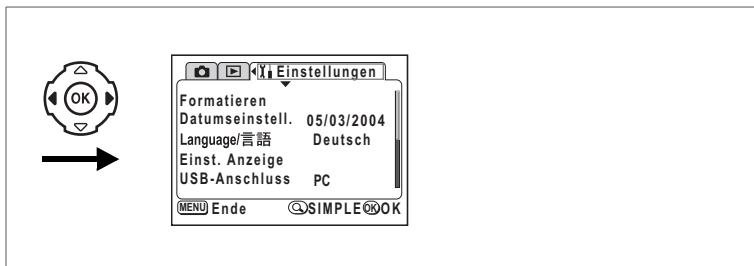 OK
Einstellungen
Formatieren
Datumseinstell. 05/03/2004
Language/言語 Deutsch
Einst. Anzeige
USB-Anschluss PC
MENU Ende SIMPLE OK OK